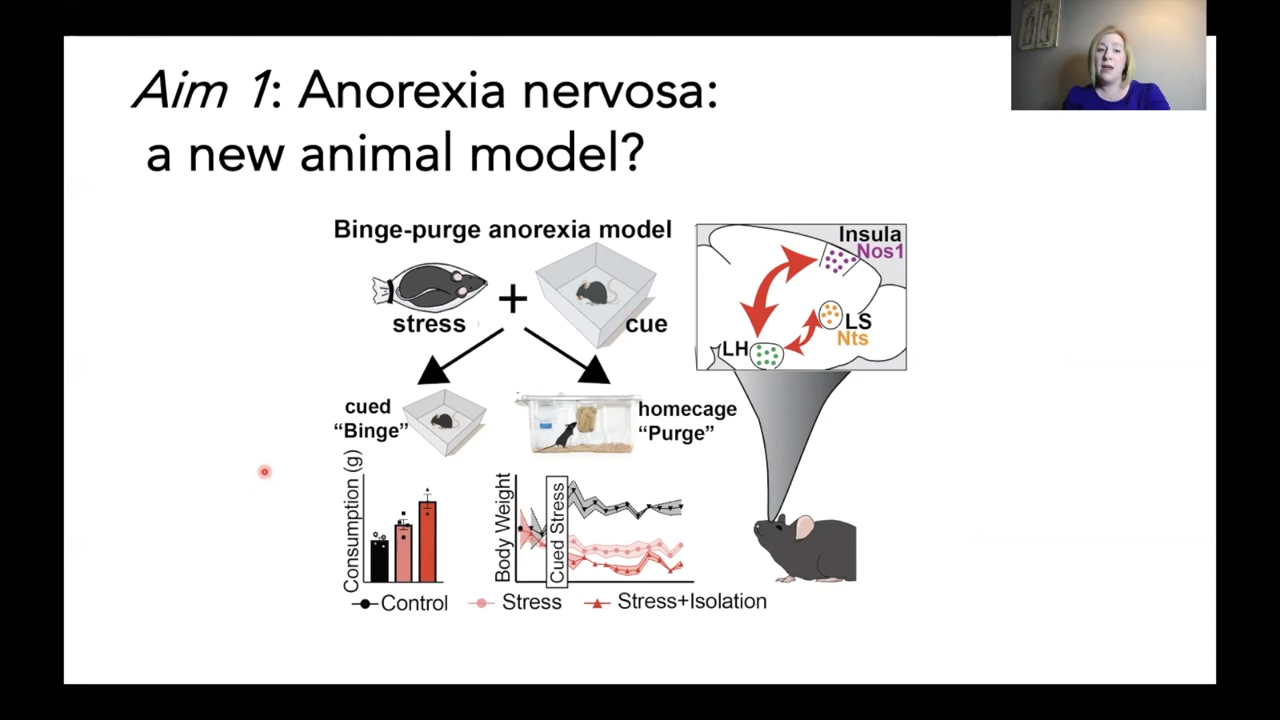 Aim 1: Anorexia nervosa:
a new animal model?
Binge-purge anorexia model
stress
+
cue
Insula
Nos1
LS
Nts
LH
cued
“Binge”
homecage
“Purge”
Consumption (g)
Body Weight
Cued Stress
Control
Stress
Stress+Isolation